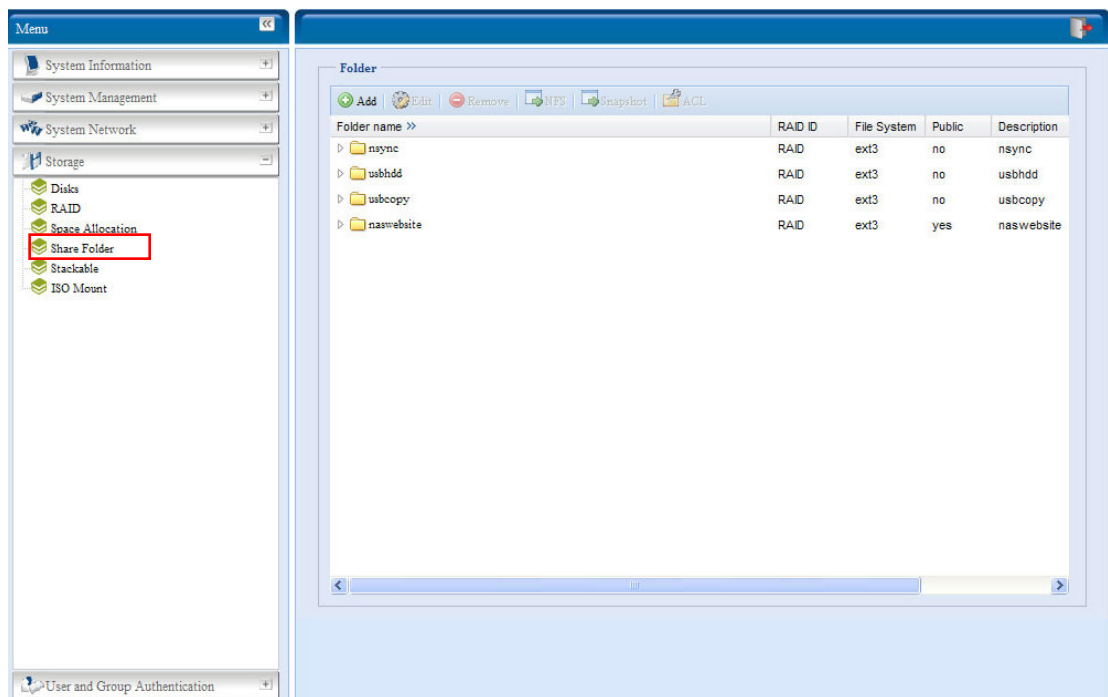 Menu
System Information
System Management
System Network
Storage
Disks
RAID
Space Allocation
Share Folder
Stackable
ISO Mount
User and Group Authentication
Folder
Add Edit Remove NFS Snapshot ACL
Folder name >> RAID ID File System Public Description
nsync RAID ext3 no nsync
usbhdd RAID ext3 no usbhdd
usbcopy RAID ext3 no usbcopy
naswebsite RAID ext3 yes naswebsite